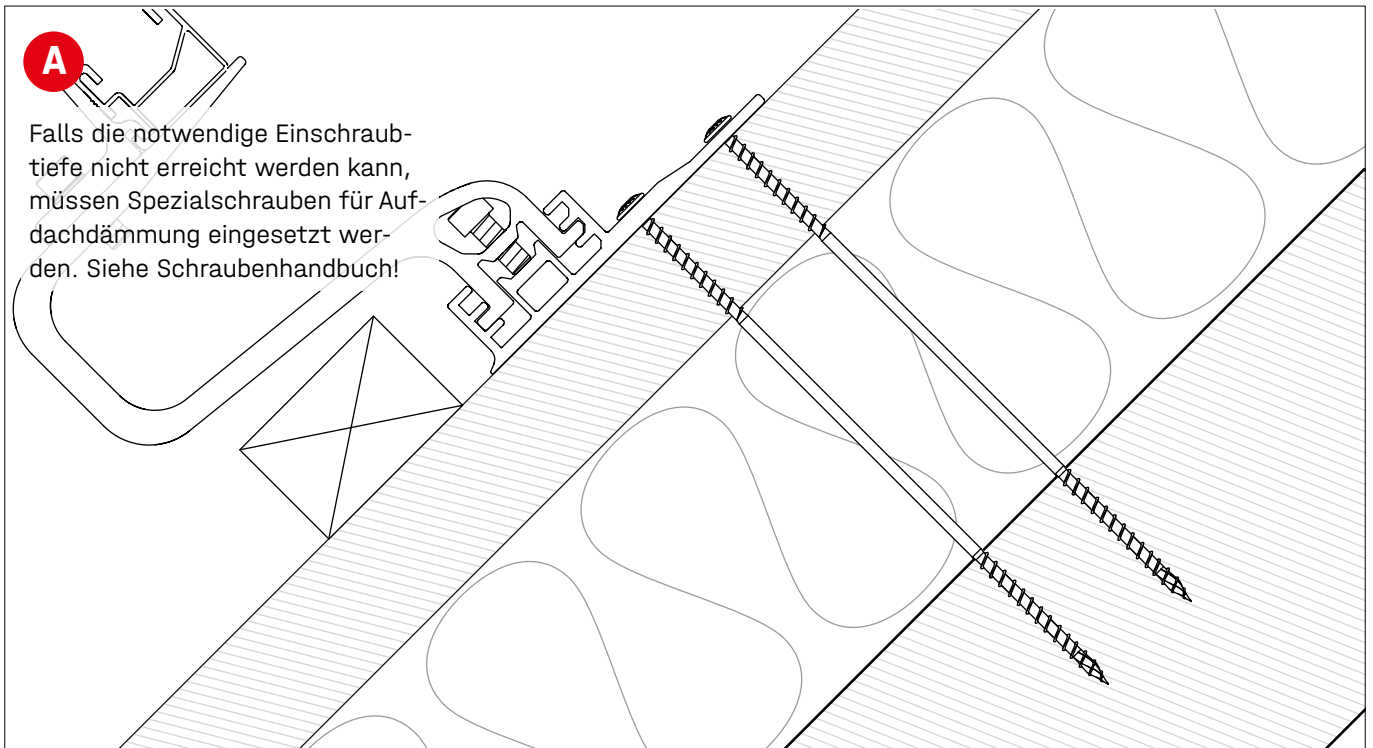 A
Falls die notwendige Einschraub-
tiefe nicht erreicht werden kann,
müssen Spezialschrauben für Auf-
dachdämmung eingesetzt wer-
den. Siehe Schraubenhandbuch!